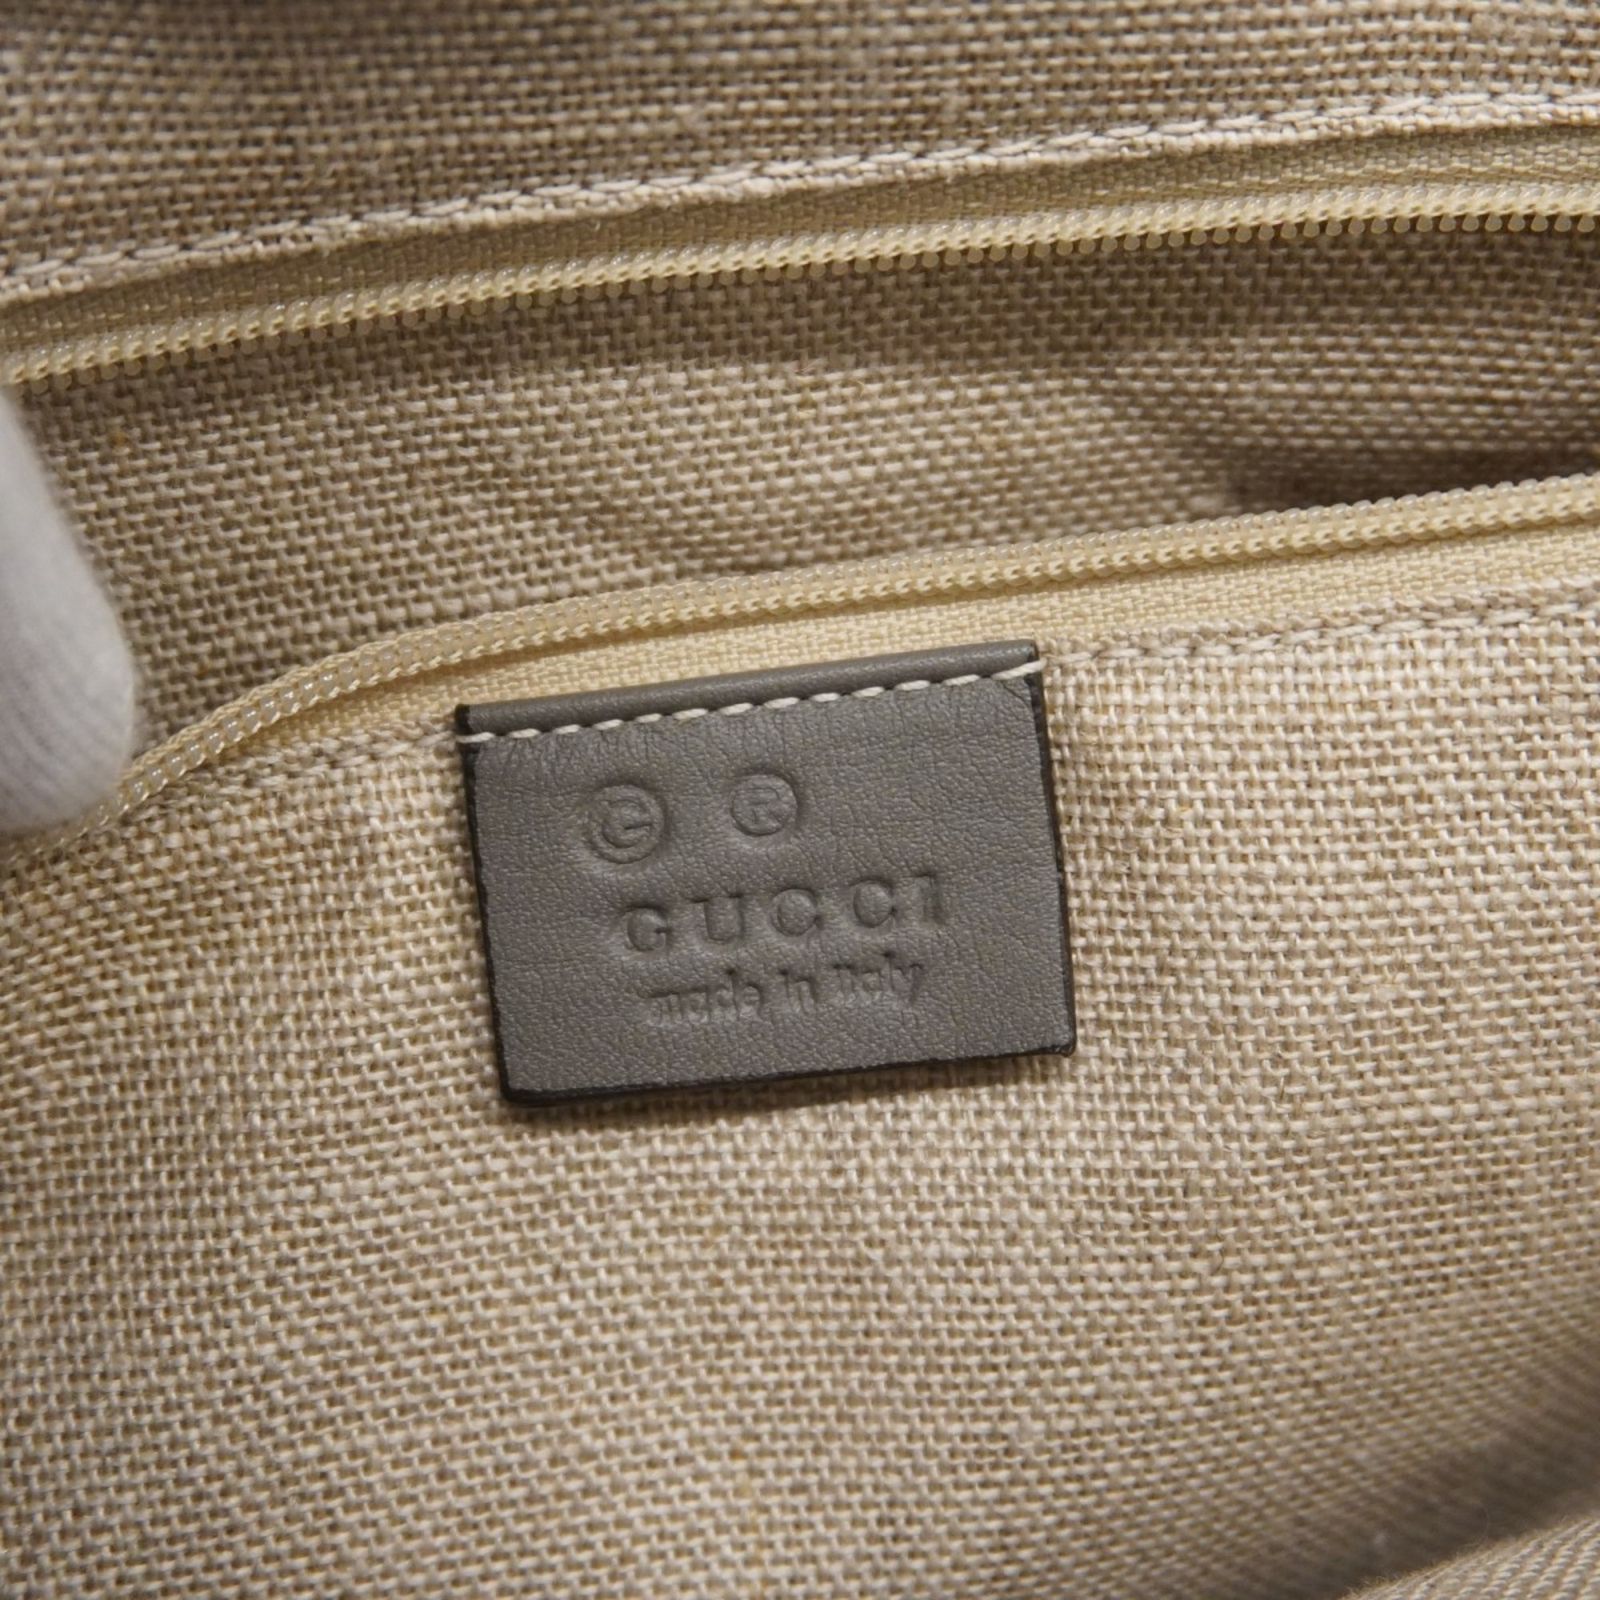 Ⓖ ®
GUCCI
made in italy